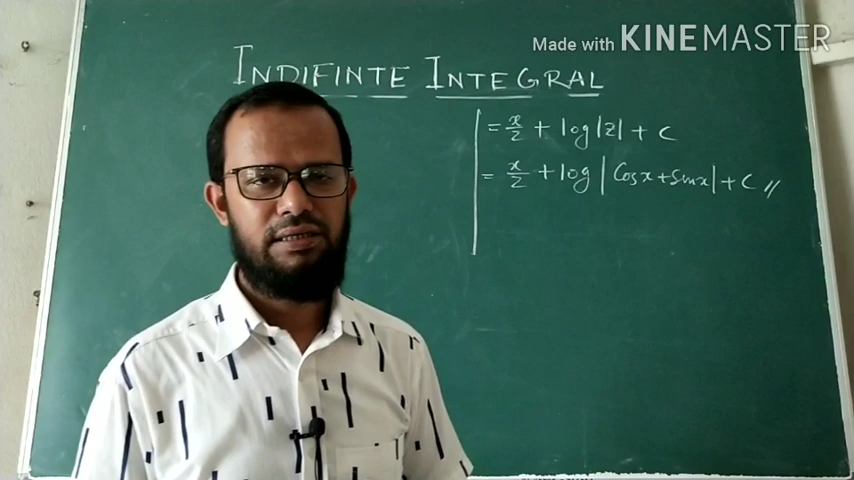 Made with KINEMASTER
INDIFINTE INTEGRAL
= x/2 + log|z| + c
= x/2 + log | Cosx + Sinx| + C //